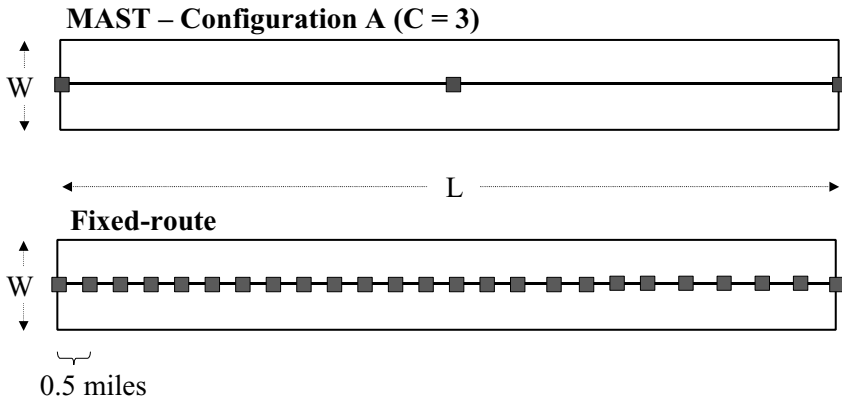 MAST – Configuration A (C = 3)
W
L
Fixed-route
W
0.5 miles